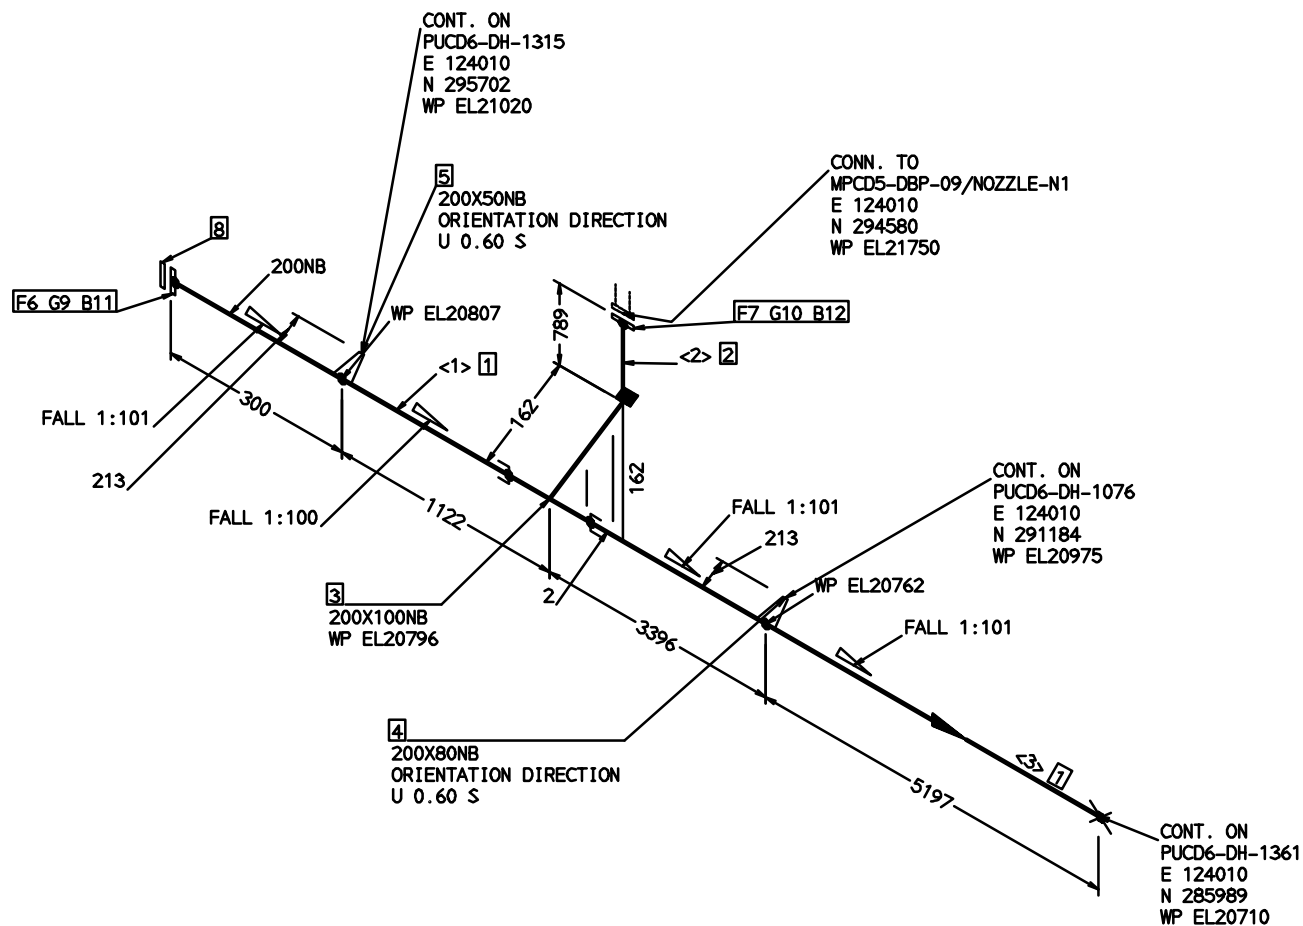 CONT. ON
PUCD6-DH-1315
E 124010
N 295702
WP EL21020
CONN. TO
MPCD5-DBP-09/NOZZLE-N1
E 124010
N 294580
WP EL21750
5
200X50NB
ORIENTATION DIRECTION
U 0.60 S
8
200NB
F6 G9 B11
WP EL20807
F7 G10 B12
789
<2> 2
<1> 1
FALL 1:101
300
162
213
162
FALL 1:100
1122
CONT. ON
PUCD6-DH-1076
E 124010
N 291184
WP EL20975
FALL 1:101
213
WP EL20762
3
200X100NB
WP EL20796
2
3396
FALL 1:101
4
200X80NB
ORIENTATION DIRECTION
U 0.60 S
<3> 1
5197
CONT. ON
PUCD6-DH-1361
E 124010
N 285989
WP EL20710